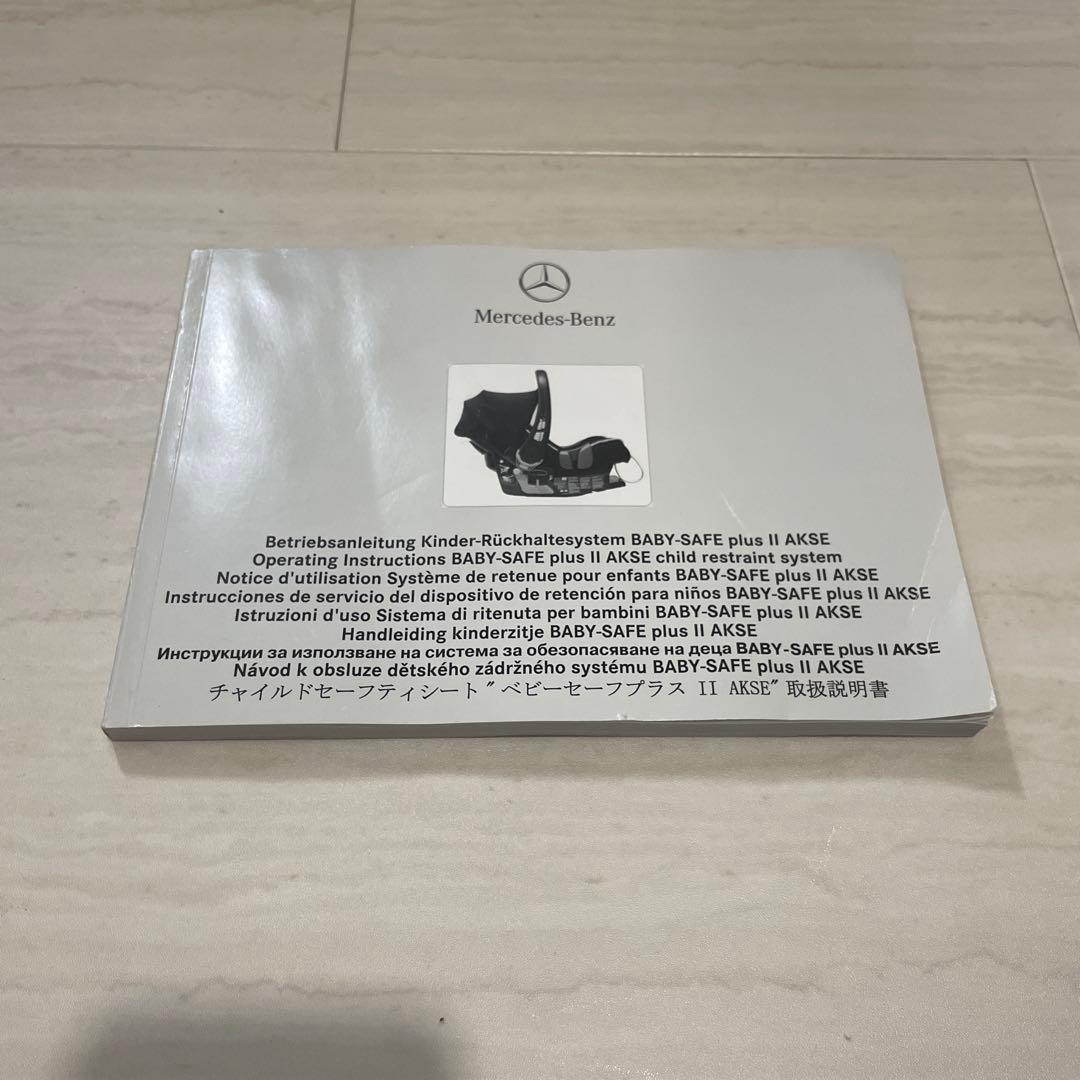 Mercedes-Benz
Betriebsanleitung Kinder-Rückhaltesystem BABY-SAFE plus II AKSE
Operating Instructions BABY-SAFE plus II AKSE child restraint system
Notice d'utilisation Système de retenue pour enfants BABY-SAFE plus II AKSE
Instrucciones de servicio del dispositivo de retención para niños BABY-SAFE plus II AKSE
Istruzioni d'uso Sistema di ritenuta per bambini BABY-SAFE plus II AKSE
Handleiding kinderzitje BABY-SAFE plus II AKSE
Инструкции за използване на система за обезопасяване на деца BABY-SAFE plus II AKSE
Návod k obsluze dětského zádržného systému BABY-SAFE plus II AKSE
チャイルドセーフティシート"ベビーセーフプラス II AKSE"取扱説明書